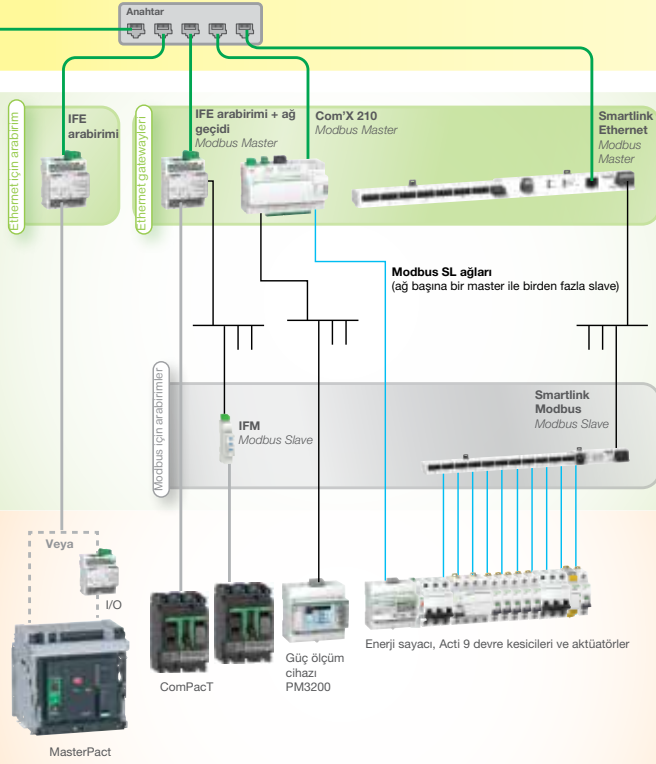 Anahtar
Ethernet için arabirim
IFE
arabirimi
Ethernet gatewayleri
IFE arabirimi + ağ
geçidi
Modbus Master
Com'X 210
Modbus Master
Smartlink
Ethernet
Modbus
Master
Modbus SL ağları
(ağ başına bir master ile birden fazla slave)
Modbus için arabirimler
IFM
Modbus Slave
Smartlink
Modbus
Modbus Slave
Veya
I/O
MasterPact
ComPacT
Güç ölçüm
cihazı
PM3200
Enerji sayacı, Acti 9 devre kesicileri ve aktüatörler